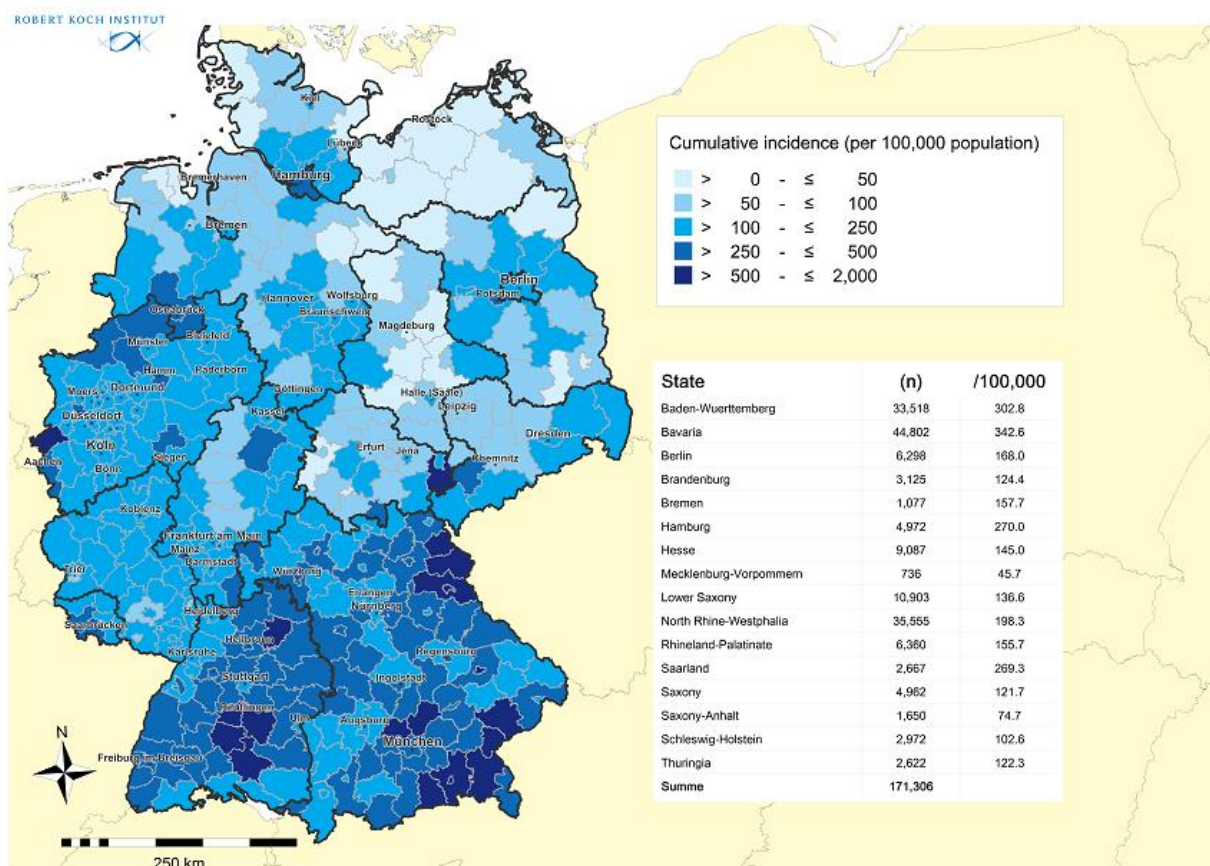 ROBERT KOCH INSTITUT
Kiel
Rostock
Lübeck
Bremerhaven
Hamburg
Bremen
Berlin
Potsdam
Wolfsburg
Hannover
Braunschweig
Osnabrück
Magdeburg
Bielefeld
Münster
Hamm
Paderborn
Göttingen
Moers
Dortmund
Halle (Saale)
Leipzig
Düsseldorf
Kassel
Dresden
Köln
Erfurt
Jena
Chemnitz
Aachen
Bonn
Siegen
Koblenz
Frankfurt am Main
Mainz
Darmstadt
Trier
Würzburg
Erlangen
Nürnberg
Heidelberg
Saarbrücken
Heilbronn
Karlsruhe
Regensburg
Stuttgart
Ingolstadt
Reutlingen
Ulm
Augsburg
München
Freiburg im Breisgau
N
250 km
Cumulative incidence (per 100,000 population)
> 0 - ≤ 50
> 50 - ≤ 100
> 100 - ≤ 250
> 250 - ≤ 500
> 500 - ≤ 2,000
State (n) /100,000
Baden-Wuerttemberg 33,518 302.8
Bavaria 44,802 342.6
Berlin 6,298 168.0
Brandenburg 3,125 124.4
Bremen 1,077 157.7
Hamburg 4,972 270.0
Hesse 9,087 145.0
Mecklenburg-Vorpommern 736 45.7
Lower Saxony 10,903 136.6
North Rhine-Westphalia 35,555 198.3
Rhineland-Palatinate 6,360 155.7
Saarland 2,667 269.3
Saxony 4,962 121.7
Saxony-Anhalt 1,650 74.7
Schleswig-Holstein 2,972 102.6
Thuringia 2,622 122.3
Summe 171,306